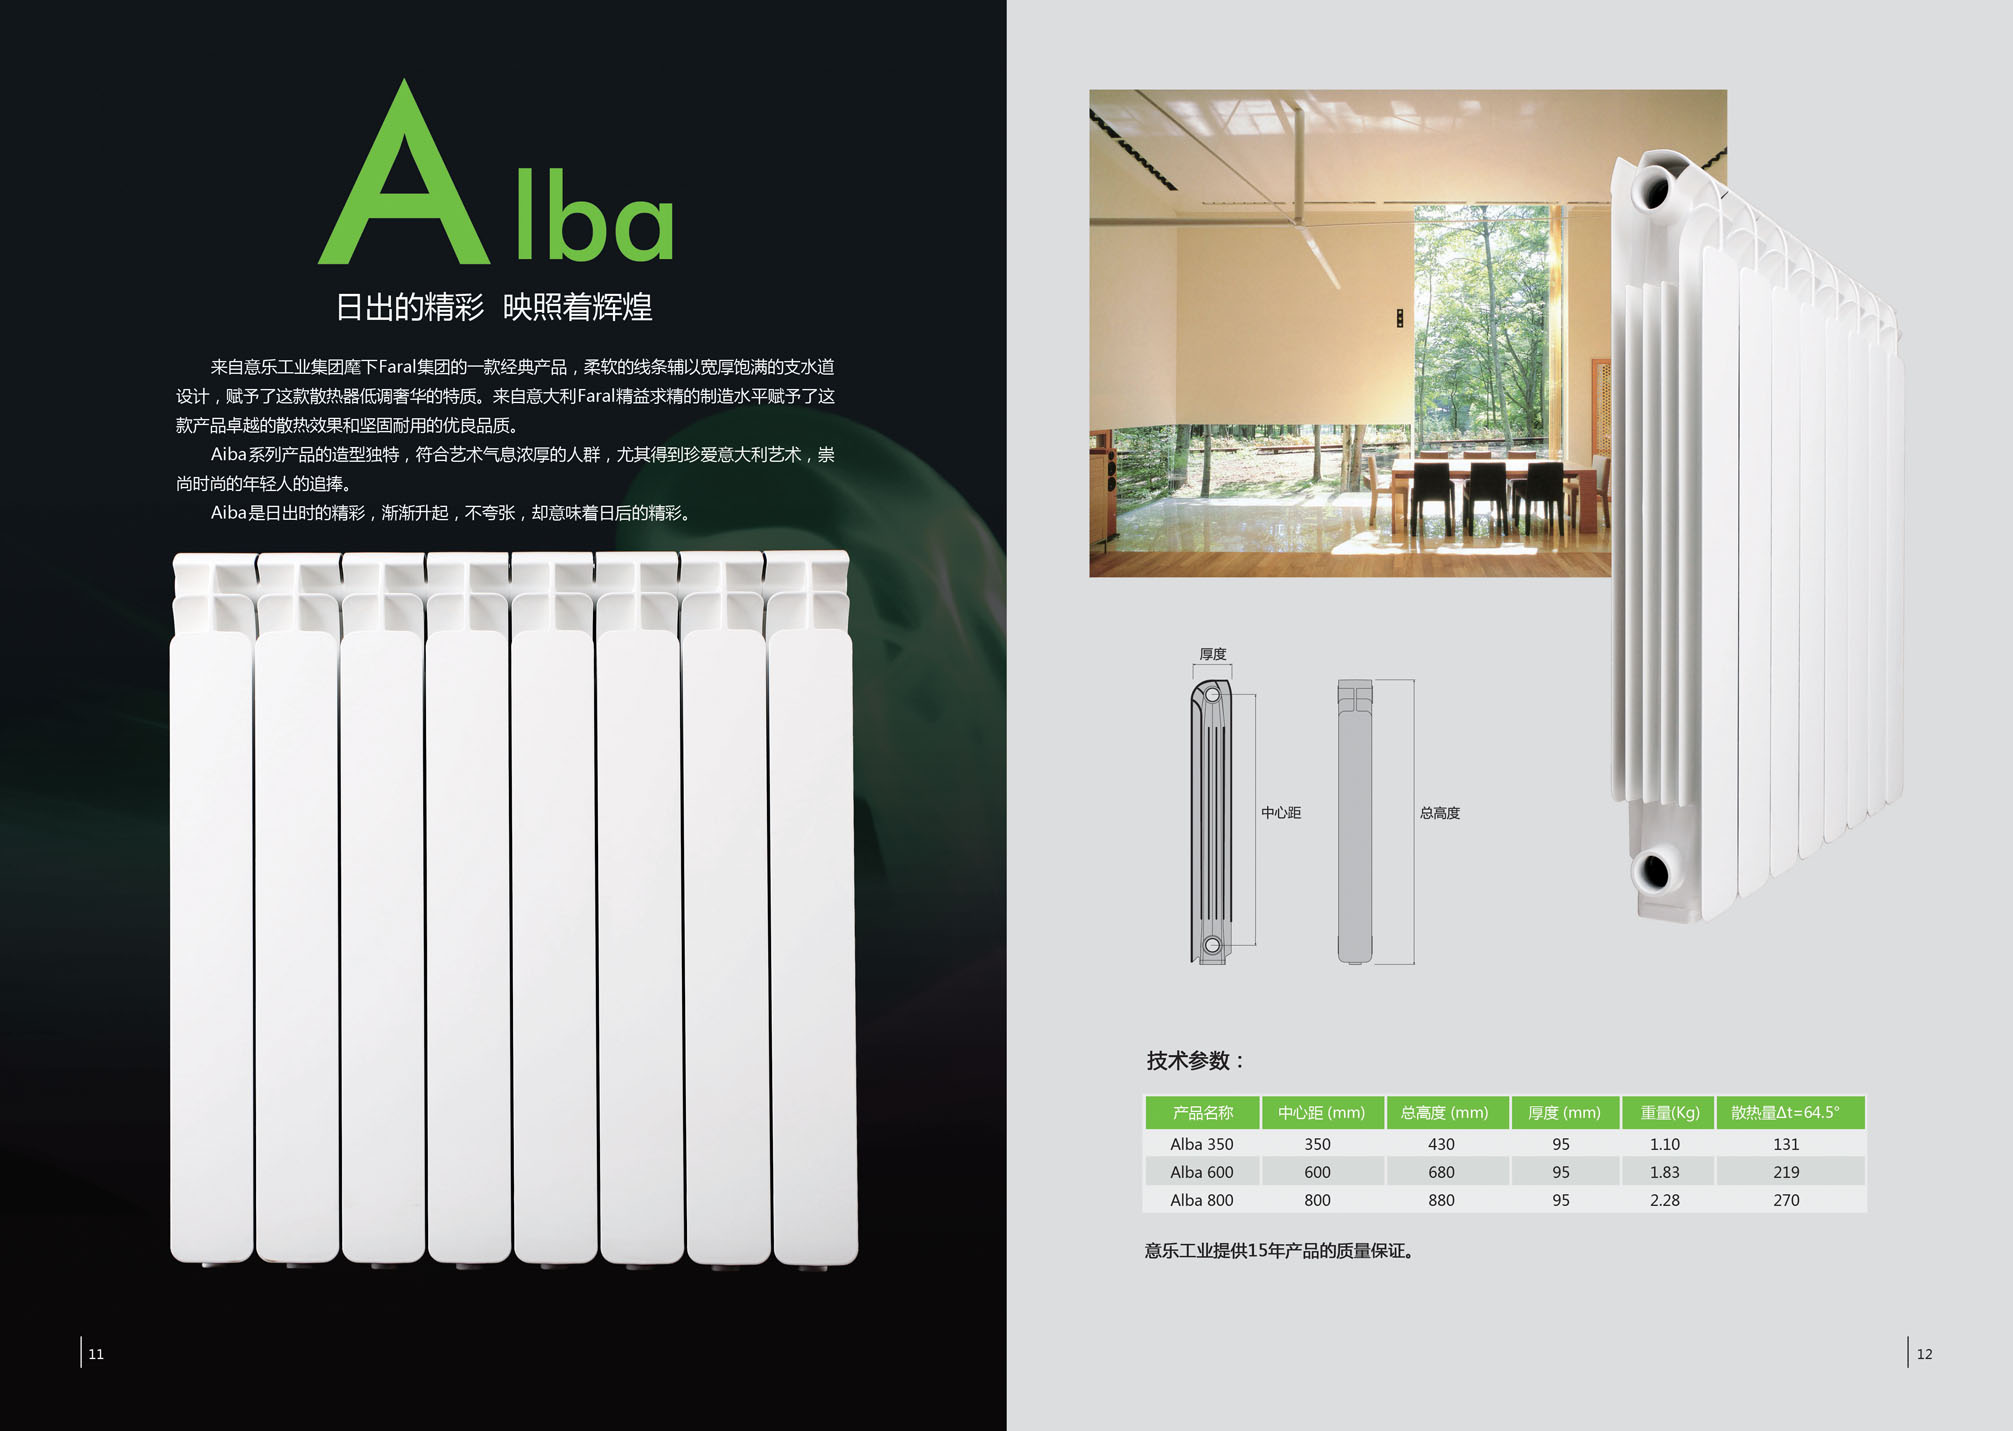 Alba
日出的精彩 映照着辉煌
来自意乐工业集团麾下Faral集团的一款经典产品，柔软的线条辅以宽厚饱满的支水道
设计，赋予了这款散热器低调奢华的特质。来自意大利Faral精益求精的制造水平赋予了这
款产品卓越的散热效果和坚固耐用的优良品质。
Aiba系列产品的造型独特，符合艺术气息浓厚的人群，尤其得到珍爱意大利艺术，崇
尚时尚的年轻人的追捧。
Aiba是日出时的精彩，渐渐升起，不夸张，却意味着日后的精彩。
11
厚度
中心距
总高度
技术参数：
产品名称 中心距 (mm) 总高度 (mm) 厚度 (mm) 重量(Kg) 散热量Δt=64.5°
Alba 350 350 430 95 1.10 131
Alba 600 600 680 95 1.83 219
Alba 800 800 880 95 2.28 270
意乐工业提供15年产品的质量保证。
12